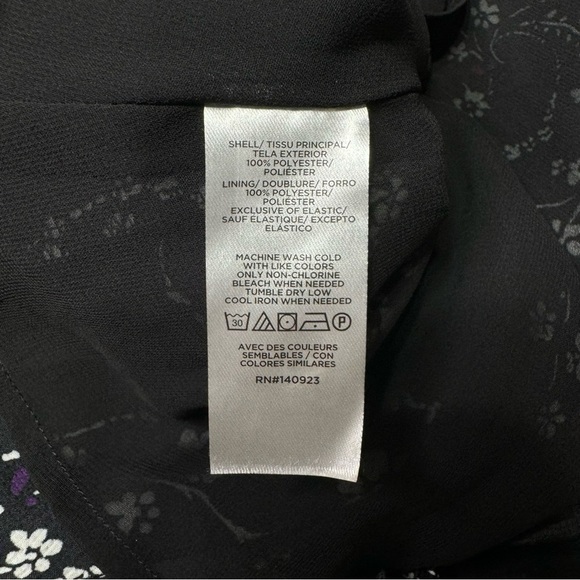 SHELL/ TISSU PRINCIPAL/
TELA EXTERIOR
100% POLYESTER/
POLIÉSTER
LINING/ DOUBLURE/ FORRO
100% POLYESTER/
POLIÉSTER
EXCLUSIVE OF ELASTIC/
SAUF ELASTIQUE/ EXCEPTO
ELÁSTICO
MACHINE WASH COLD
WITH LIKE COLORS
ONLY NON-CHLORINE
BLEACH WHEN NEEDED
TUMBLE DRY LOW
COOL IRON WHEN NEEDED
30 P
AVEC DES COULEURS
SEMBLABLES / CON
COLORES SIMILARES
RN#140923